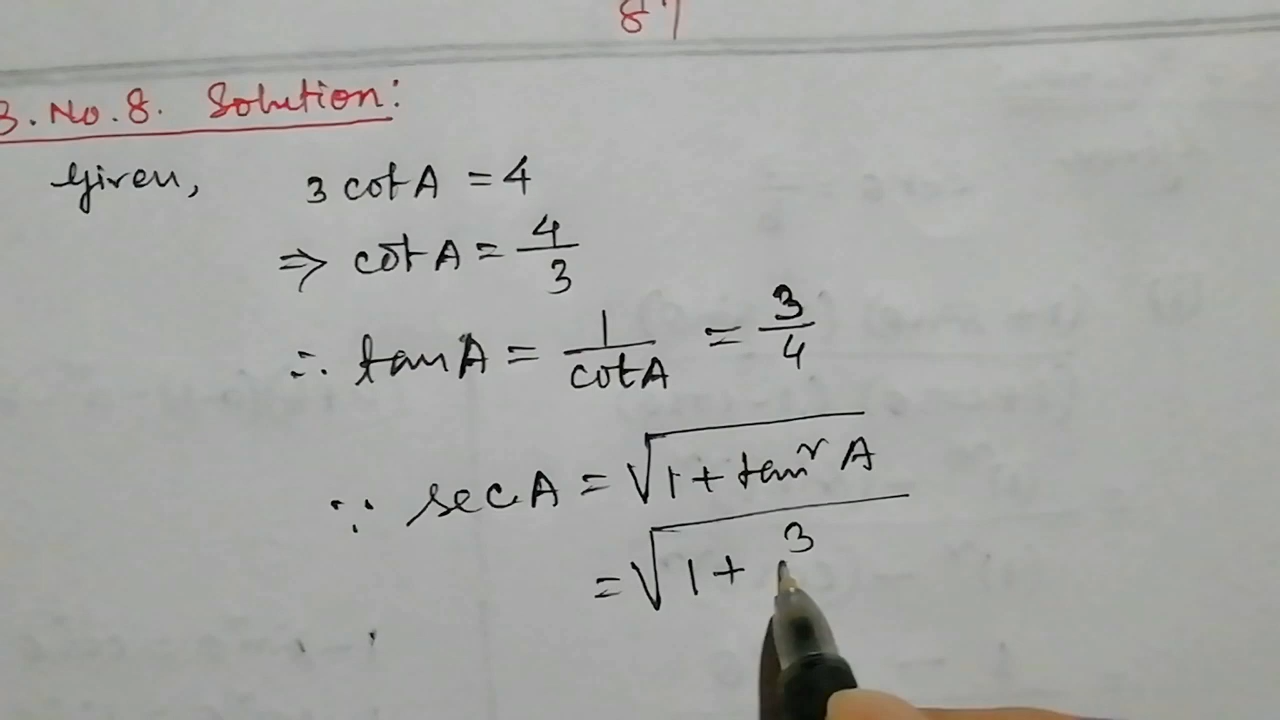 87
3.No.8. Solution:
Given, 3 cot A = 4
⇒ cot A = 4/3
∴ tan A = 1/cot A = 3/4
∵ sec A = √(1 + tan² A)
= √(1 + 3